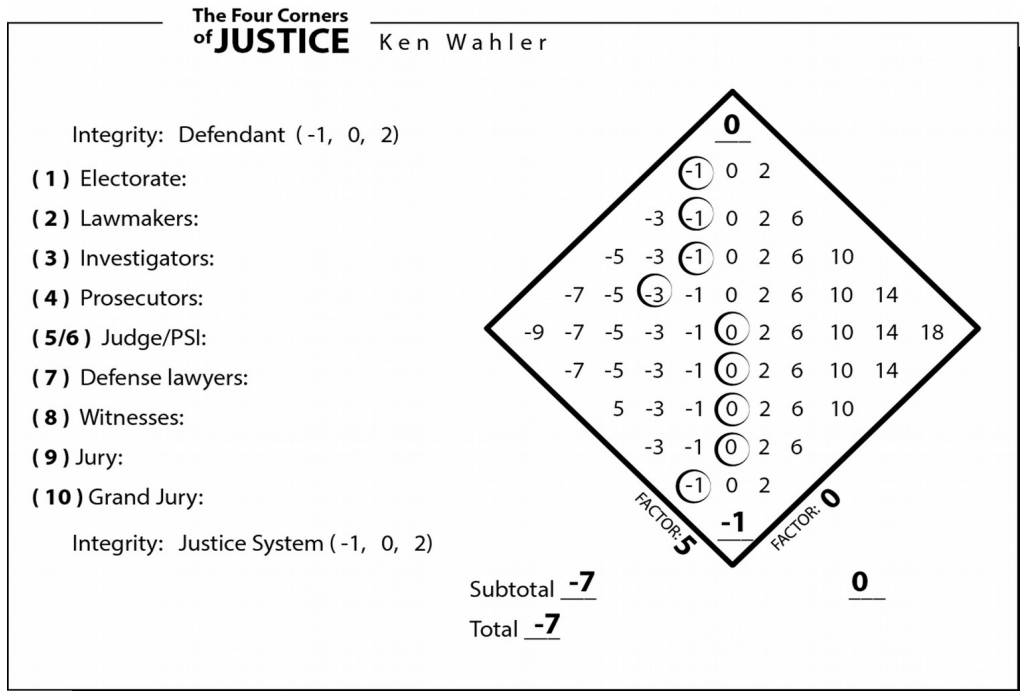 The Four Corners
of JUSTICE Ken Wahler
Integrity: Defendant ( -1, 0, 2) 0
( 1 ) Electorate: -1 0 2
( 2 ) Lawmakers: -3 -1 0 2 6
( 3 ) Investigators: -5 -3 -1 0 2 6 10
( 4 ) Prosecutors: -7 -5 -3 -1 0 2 6 10 14
( 5/6 ) Judge/PSI: -9 -7 -5 -3 -1 0 2 6 10 14 18
( 7 ) Defense lawyers: -7 -5 -3 -1 0 2 6 10 14
( 8 ) Witnesses: 5 -3 -1 0 2 6 10
( 9 ) Jury: -3 -1 0 2 6
( 10 ) Grand Jury: -1 0 2
Integrity: Justice System ( -1, 0, 2) -1
FACTOR: 5
FACTOR: 0
Subtotal -7 0
Total -7